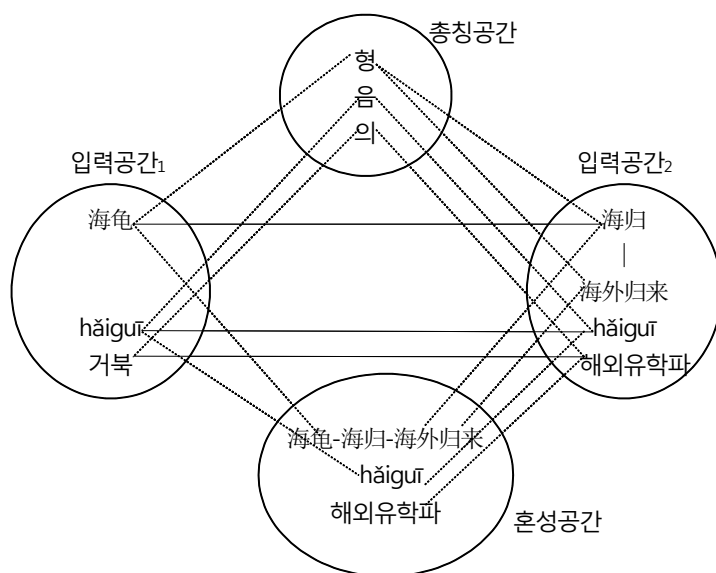 총칭공간
형
음
의
입력공간1
海龟
hǎiguī
거북
입력공간2
海归
海外归来
hǎiguī
해외유학파
海龟-海归-海外归来
hǎiguī
해외유학파
혼성공간